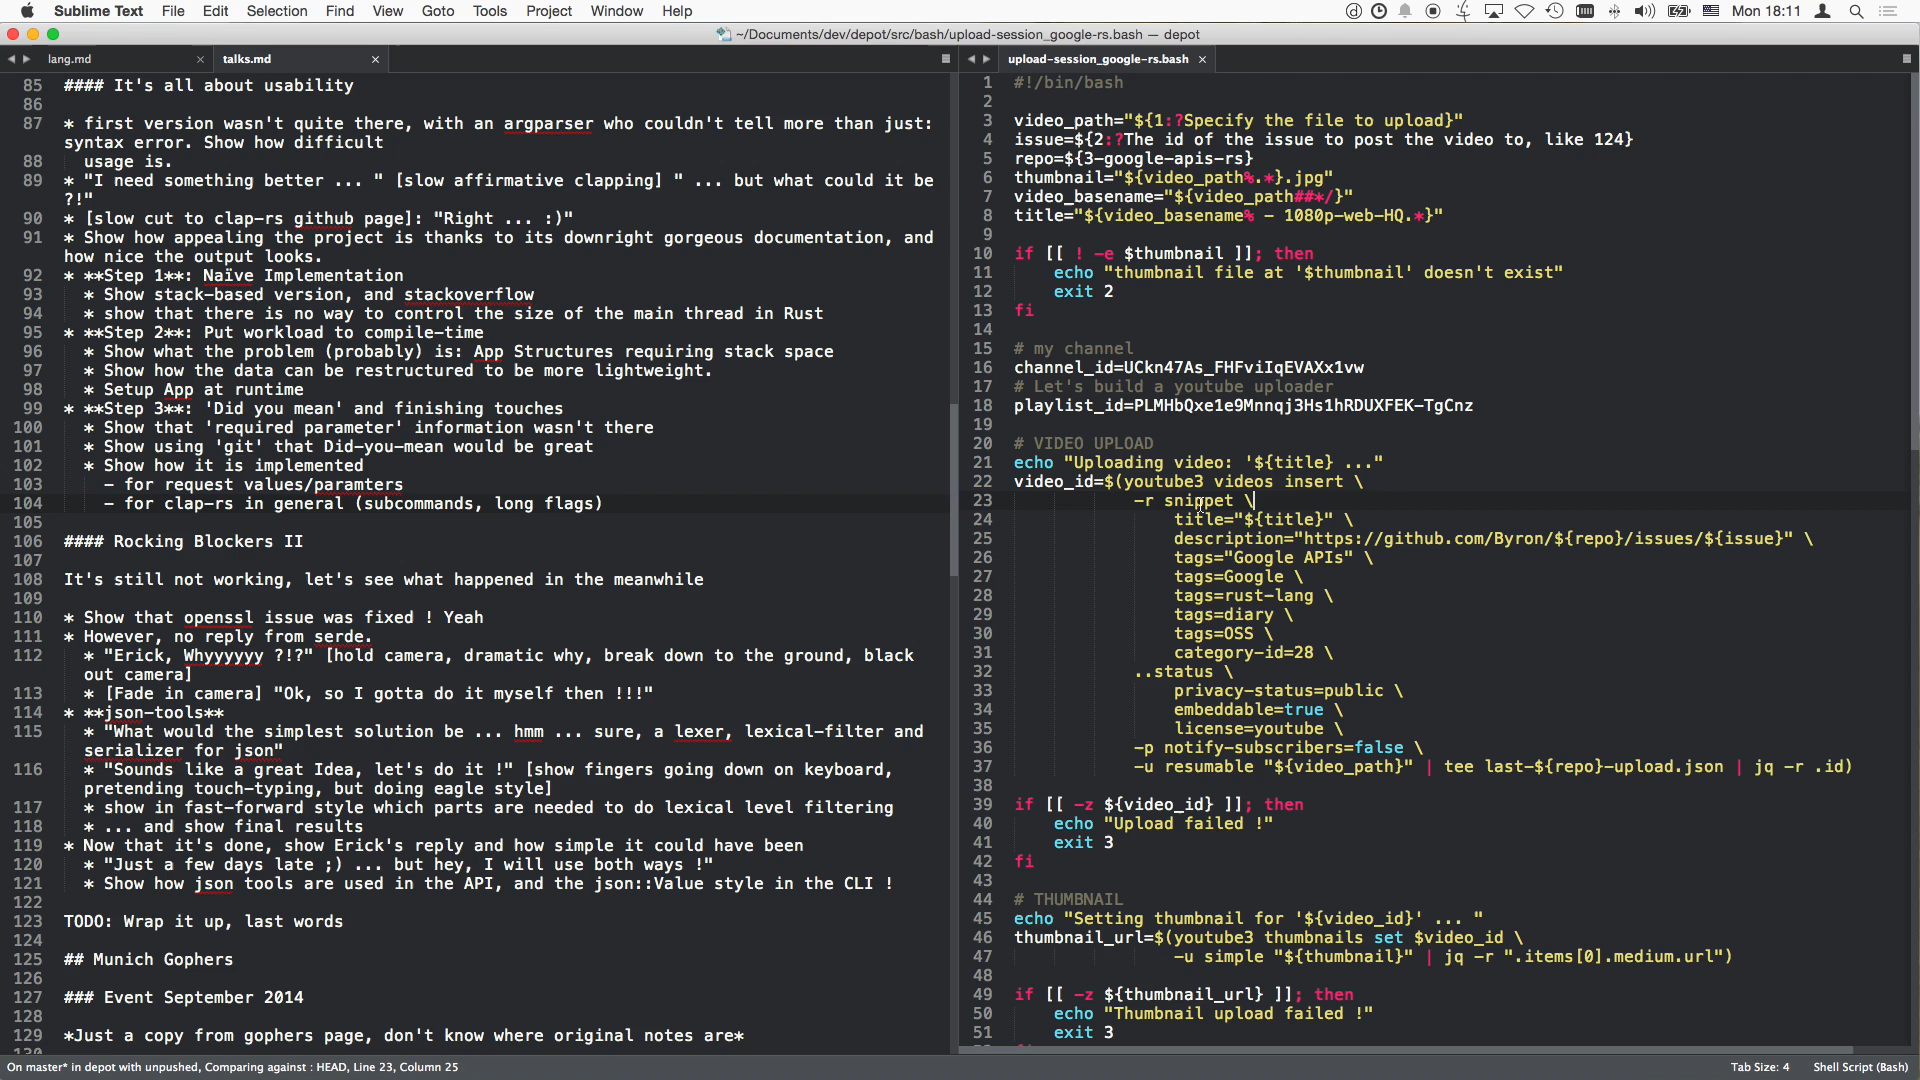 Sublime Text File Edit Selection Find View Goto Tools Project Window Help Mon 18:11
~/Documents/dev/depot/src/bash/upload-session_google-rs.bash — depot
lang.md × talks.md ×
85 #### It's all about usability
86
87 * first version wasn't quite there, with an argparser who couldn't tell more than just:
syntax error. Show how difficult
88 usage is.
89 * "I need something better ... " [slow affirmative clapping] " ... but what could it be
?!"
90 * [slow cut to clap-rs github page]: "Right ... :)"
91 * Show how appealing the project is thanks to its downright gorgeous documentation, and
how nice the output looks.
92 * **Step 1**: Naïve Implementation
93 * Show stack-based version, and stackoverflow
94 * show that there is no way to control the size of the main thread in Rust
95 * **Step 2**: Put workload to compile-time
96 * Show what the problem (probably) is: App Structures requiring stack space
97 * Show how the data can be restructured to be more lightweight.
98 * Setup App at runtime
99 * **Step 3**: 'Did you mean' and finishing touches
100 * Show that 'required parameter' information wasn't there
101 * Show using 'git' that Did-you-mean would be great
102 * Show how it is implemented
103 - for request values/paramters
104 - for clap-rs in general (subcommands, long flags)
105
106 #### Rocking Blockers II
107
108 It's still not working, let's see what happened in the meanwhile
109
110 * Show that openssl issue was fixed ! Yeah
111 * However, no reply from serde.
112 * "Erick, Whyyyyyy ?!?" [hold camera, dramatic why, break down to the ground, black
out camera]
113 * [Fade in camera] "Ok, so I gotta do it myself then !!!"
114 * **json-tools**
115 * "What would the simplest solution be ... hmm ... sure, a lexer, lexical-filter and
serializer for json"
116 * "Sounds like a great Idea, let's do it !" [show fingers going down on keyboard,
pretending touch-typing, but doing eagle style]
117 * show in fast-forward style which parts are needed to do lexical level filtering
118 * ... and show final results
119 * Now that it's done, show Erick's reply and how simple it could have been
120 * "Just a few days late ;) ... but hey, I will use both ways !"
121 * Show how json tools are used in the API, and the json::Value style in the CLI !
122
123 TODO: Wrap it up, last words
124
125 ## Munich Gophers
126
127 ### Event September 2014
128
129 *Just a copy from gophers page, don't know where original notes are*
130
upload-session_google-rs.bash ×
1 #!/bin/bash
2
3 video_path="${1:?Specify the file to upload}"
4 issue=${2:?The id of the issue to post the video to, like 124}
5 repo=${3-google-apis-rs}
6 thumbnail="${video_path%.*}.jpg"
7 video_basename="${video_path##*/}"
8 title="${video_basename% - 1080p-web-HQ.*}"
9
10 if [[ ! -e $thumbnail ]]; then
11 echo "thumbnail file at '$thumbnail' doesn't exist"
12 exit 2
13 fi
14
15 # my channel
16 channel_id=UCkn47As_FHFviIqEVAXx1vw
17 # Let's build a youtube uploader
18 playlist_id=PLMHbQxe1e9Mnnqj3Hs1hRDUXFEK-TgCnz
19
20 # VIDEO UPLOAD
21 echo "Uploading video: '${title} ..."
22 video_id=$(youtube3 videos insert \
23 -r snippet \
24 title="${title}" \
25 description="https://github.com/Byron/${repo}/issues/${issue}" \
26 tags="Google APIs" \
27 tags=Google \
28 tags=rust-lang \
29 tags=diary \
30 tags=OSS \
31 category-id=28 \
32 ..status \
33 privacy-status=public \
34 embeddable=true \
35 license=youtube \
36 -p notify-subscribers=false \
37 -u resumable "${video_path}" | tee last-${repo}-upload.json | jq -r .id)
38
39 if [[ -z ${video_id} ]]; then
40 echo "Upload failed !"
41 exit 3
42 fi
43
44 # THUMBNAIL
45 echo "Setting thumbnail for '${video_id}' ... "
46 thumbnail_url=$(youtube3 thumbnails set $video_id \
47 -u simple "${thumbnail}" | jq -r ".items[0].medium.url")
48
49 if [[ -z ${thumbnail_url} ]]; then
50 echo "Thumbnail upload failed !"
51 exit 3
On master* in depot with unpushed, Comparing against : HEAD, Line 23, Column 25 Tab Size: 4 Shell Script (Bash)